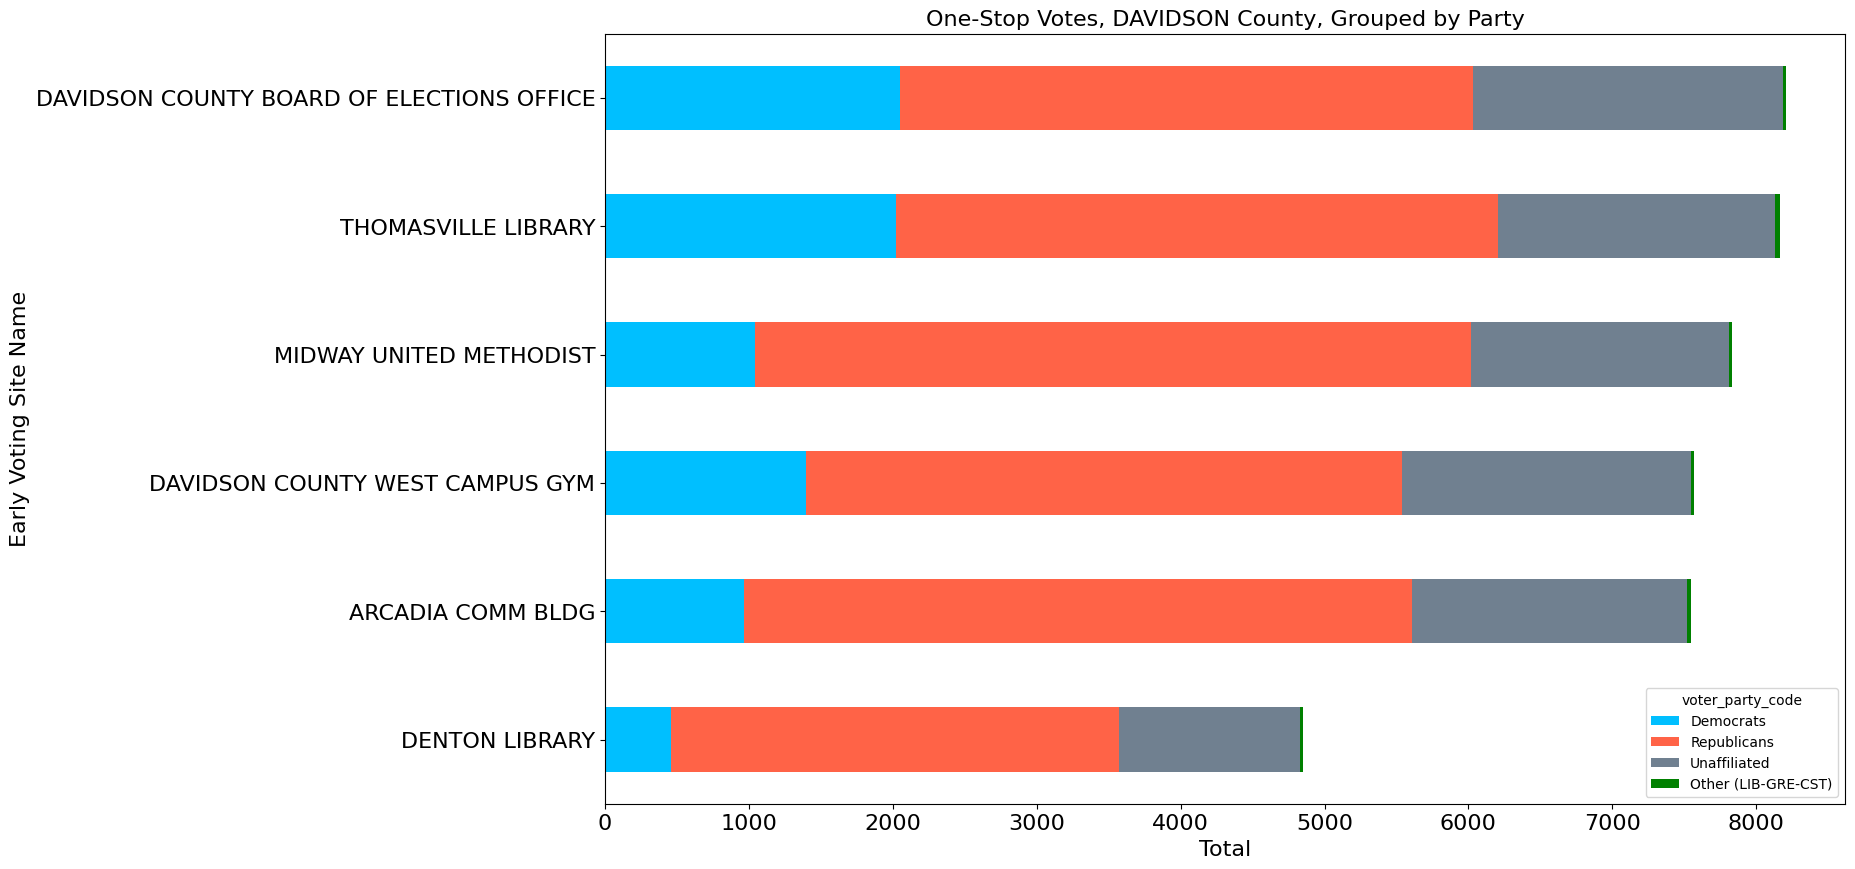 One-Stop Votes, DAVIDSON County, Grouped by Party
Early Voting Site Name
DAVIDSON COUNTY BOARD OF ELECTIONS OFFICE
THOMASVILLE LIBRARY
MIDWAY UNITED METHODIST
DAVIDSON COUNTY WEST CAMPUS GYM
ARCADIA COMM BLDG
DENTON LIBRARY
voter_party_code
Democrats
Republicans
Unaffiliated
Other (LIB-GRE-CST)
0 1000 2000 3000 4000 5000 6000 7000 8000
Total